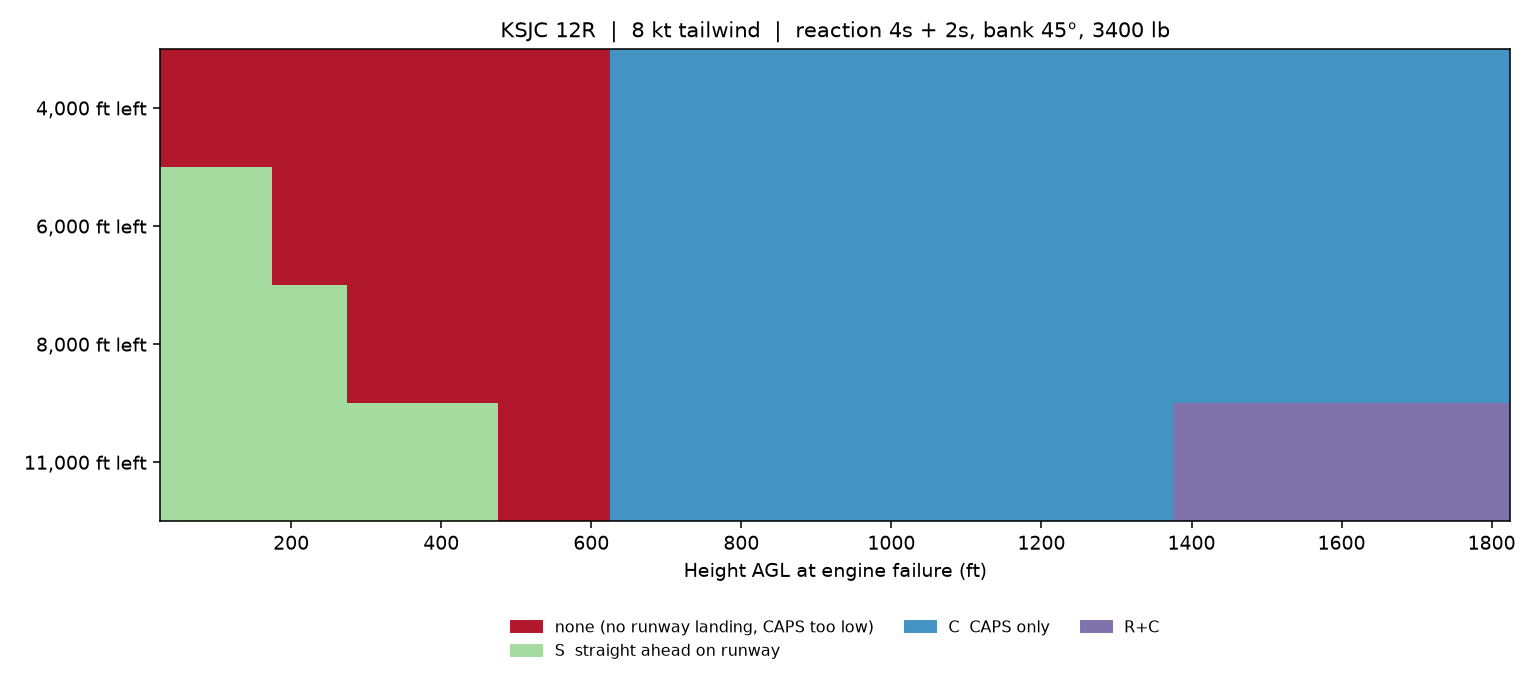 KSJC 12R | 8 kt tailwind | reaction 4s + 2s, bank 45°, 3400 lb
4,000 ft left
6,000 ft left
8,000 ft left
11,000 ft left
200 400 600 800 1000 1200 1400 1600 1800
Height AGL at engine failure (ft)
none (no runway landing, CAPS too low) C CAPS only R+C
S straight ahead on runway